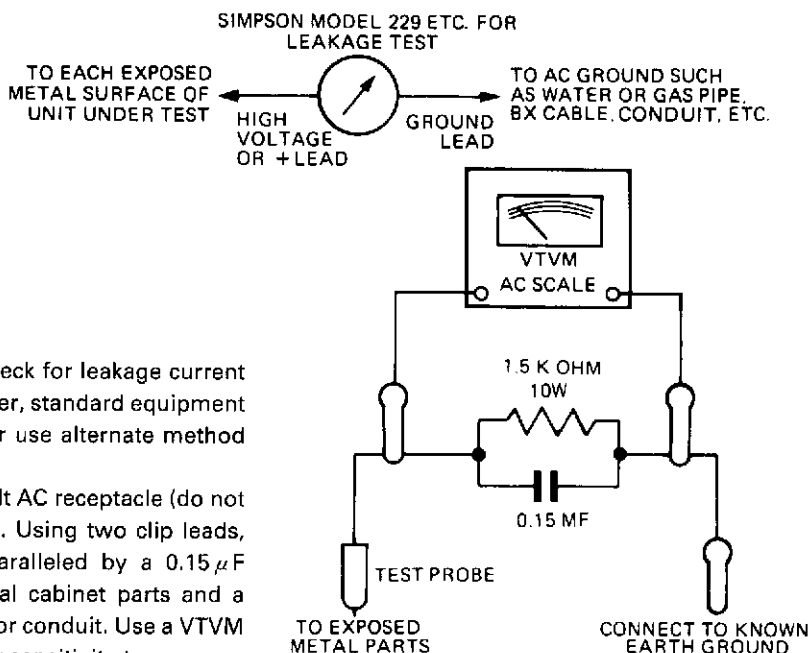 SIMPSON MODEL 229 ETC. FOR
LEAKAGE TEST
TO EACH EXPOSED
METAL SURFACE OF
UNIT UNDER TEST
HIGH
VOLTAGE
OR +LEAD
GROUND
LEAD
TO AC GROUND SUCH
AS WATER OR GAS PIPE,
BX CABLE, CONDUIT, ETC.
VTVM
AC SCALE
1.5 K OHM
10W
0.15 MF
TEST PROBE
TO EXPOSED
METAL PARTS
CONNECT TO KNOWN
EARTH GROUND
eck for leakage current
er, standard equipment
r use alternate method
lt AC receptacle (do not
. Using two clip leads,
aralleled by a 0.15 μF
al cabinet parts and a
or conduit. Use a VTVM